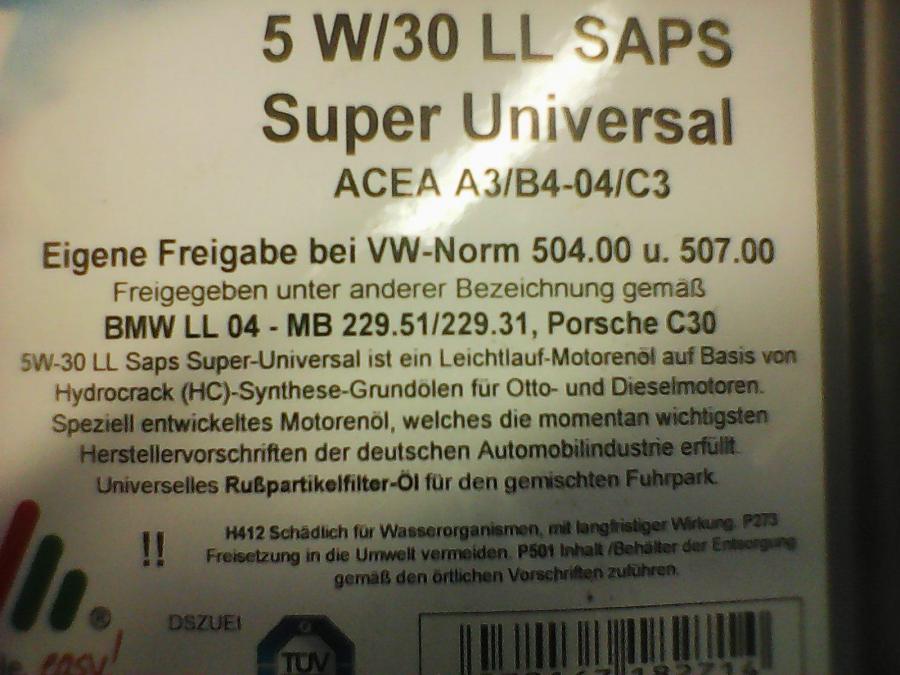 5 W/30 LL SAPS
Super Universal
ACEA A3/B4-04/C3
Eigene Freigabe bei VW-Norm 504.00 u. 507.00
Freigegeben unter anderer Bezeichnung gemäß
BMW LL 04 - MB 229.51/229.31, Porsche C30
5W-30 LL Saps Super-Universal ist ein Leichtlauf-Motorenöl auf Basis von
Hydrocrack (HC)-Synthese-Grundölen für Otto- und Dieselmotoren.
Speziell entwickeltes Motorenöl, welches die momentan wichtigsten
Herstellervorschriften der deutschen Automobilindustrie erfüllt.
Universelles Rußpartikelfilter-Öl für den gemischten Fuhrpark.
!! H412 Schädlich für Wasserorganismen, mit langfristiger Wirkung. P273
Freisetzung in die Umwelt vermeiden. P501 Inhalt /Behälter der Entsorgung
gemäß den örtlichen Vorschriften zuführen.
®
DSZUEI
TÜV
easy!